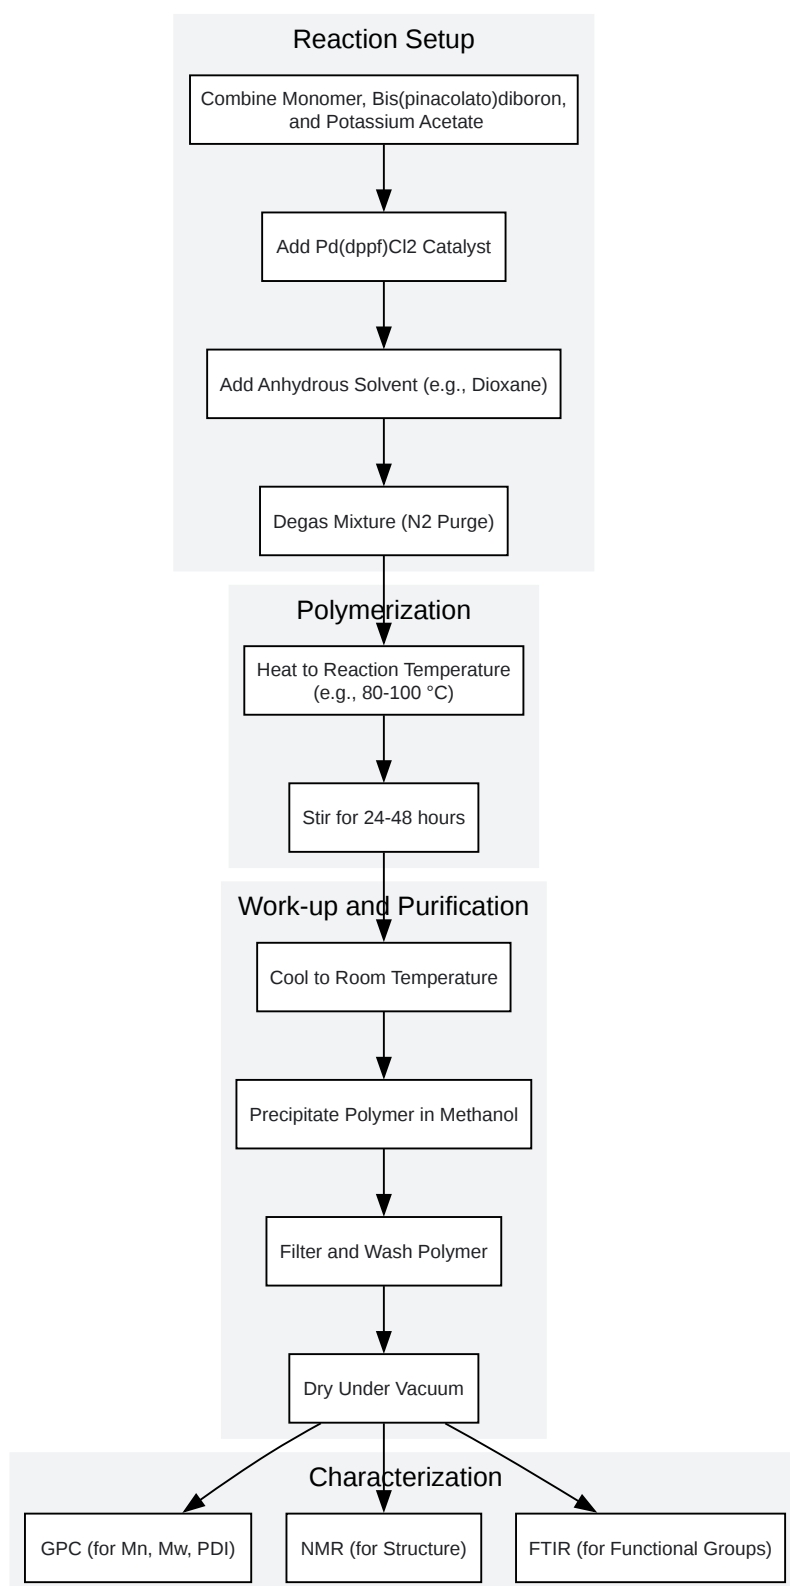 Reaction Setup
Combine Monomer, Bis(pinacolato)diboron,
and Potassium Acetate
Add Pd(dppf)Cl2 Catalyst
Add Anhydrous Solvent (e.g., Dioxane)
Degas Mixture (N2 Purge)
Polymerization
Heat to Reaction Temperature
(e.g., 80-100 °C)
Stir for 24-48 hours
Work-up and Purification
Cool to Room Temperature
Precipitate Polymer in Methanol
Filter and Wash Polymer
Dry Under Vacuum
Characterization
GPC (for Mn, Mw, PDI)
NMR (for Structure)
FTIR (for Functional Groups)